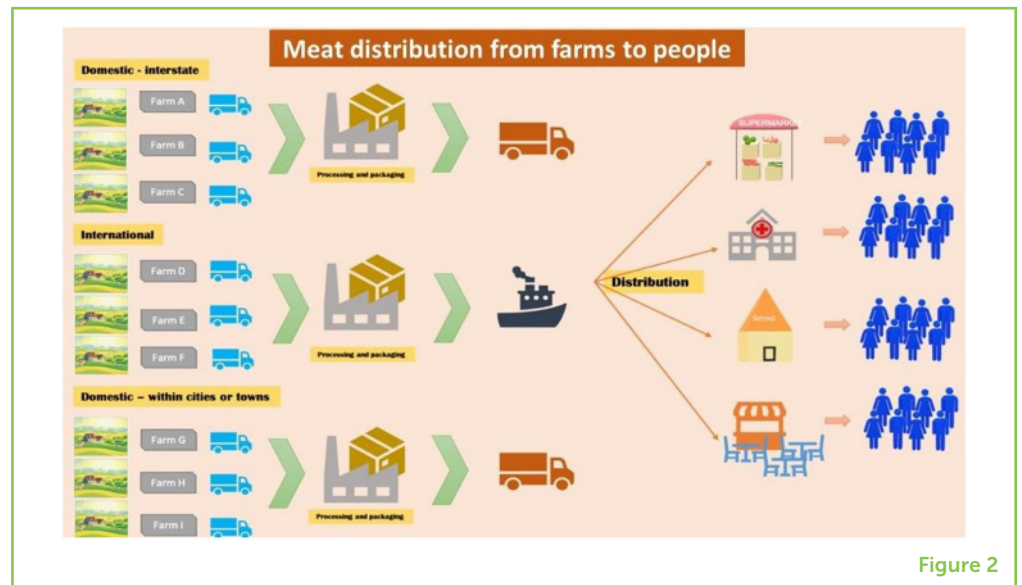 Meat distribution from farms to people
Domestic - interstate
Farm A
Farm B
Farm C
Processing and packaging
International
Farm D
Farm E
Farm F
Processing and packaging
Domestic – within cities or towns
Farm G
Farm H
Farm I
Processing and packaging
Distribution
SUPERMARKET
School
Figure 2